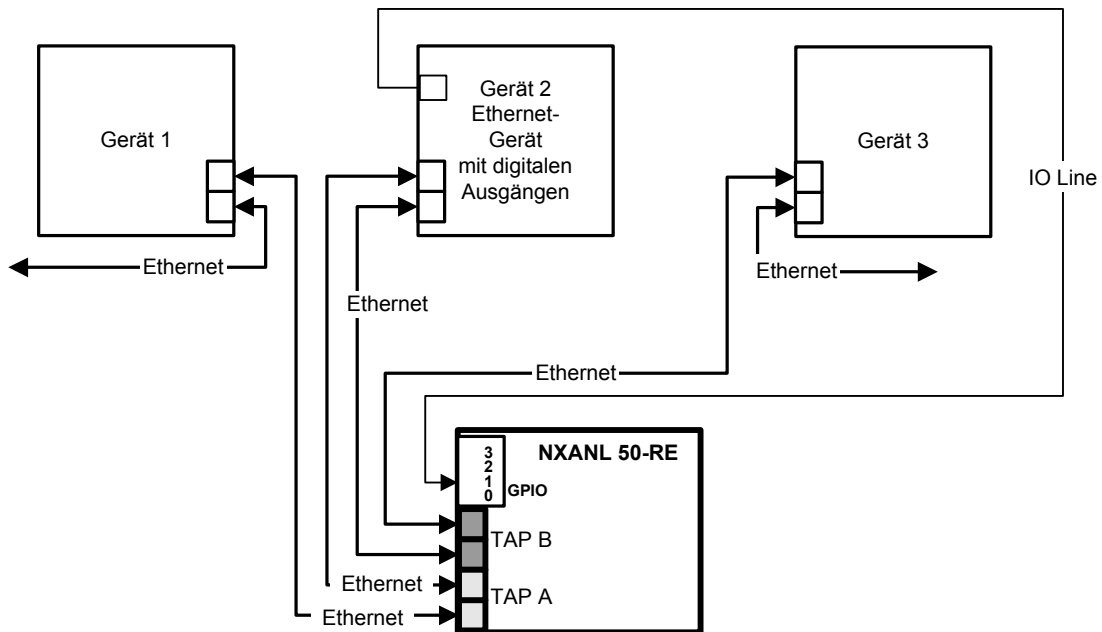 Gerät 1
Gerät 2
Ethernet-
Gerät
mit digitalen
Ausgängen
Gerät 3
IO Line
Ethernet
Ethernet
Ethernet
Ethernet
NXANL 50-RE
3
2
1
0
GPIO
TAP B
Ethernet
TAP A
Ethernet